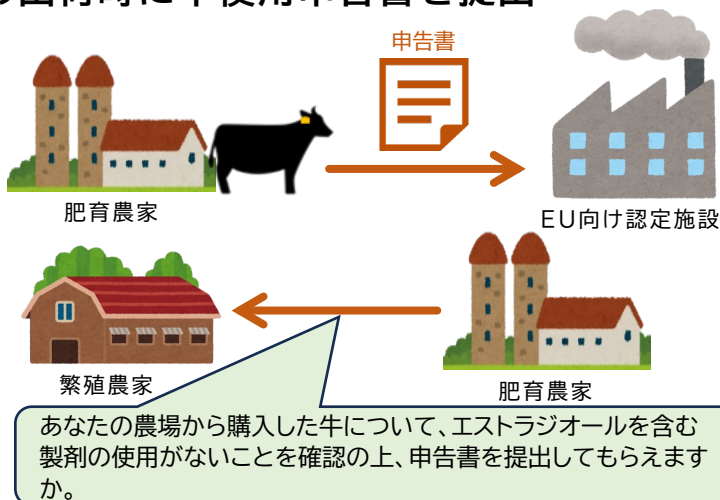 の出荷時に不使用申告書を提出
申告書
肥育農家
EU向け認定施設
繁殖農家
肥育農家
あなたの農場から購入した牛について、エストラジオールを含む
製剤の使用がないことを確認の上、申告書を提出してもらえます
か。